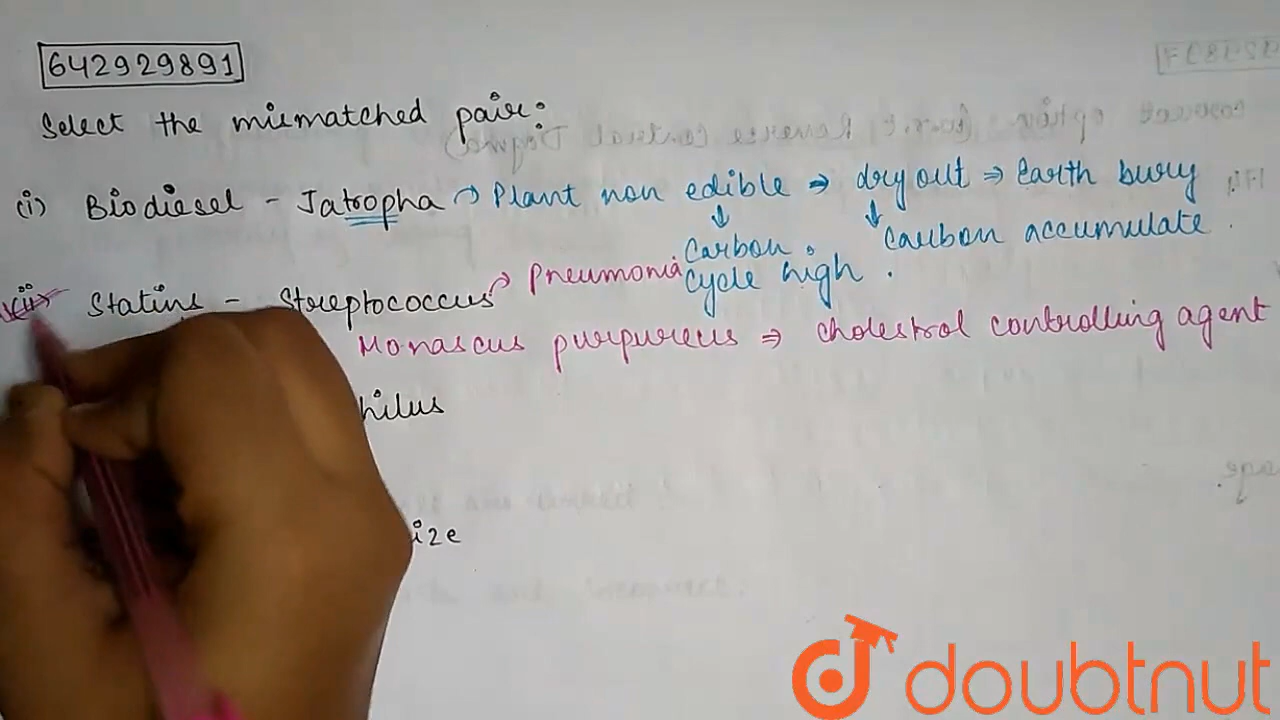 642929891
Select the mismatched pair:
(i) Biodiesel - Jatropha → Plant non edible ⇒ dry out ⇒ Earth bury
↓ Carbon cycle high.
↓ Carbon accumulate.
(ii) Statins - Streptococcus → Pneumonia
Monascus purpureus ⇒ Cholestrol controlling agent
hilus
ize
doubtnut